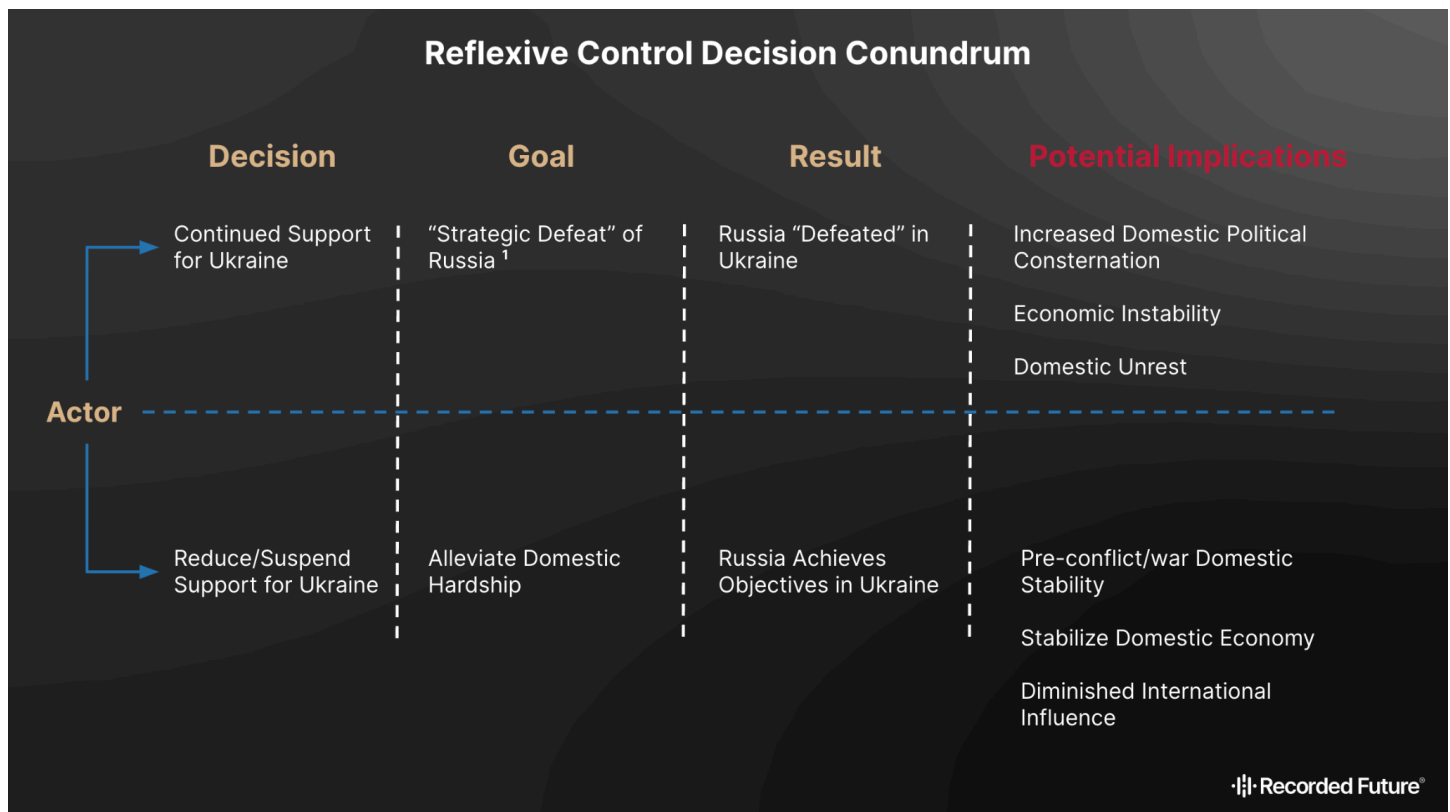 Reflexive Control Decision Conundrum
Decision
Goal
Result
Potential Implications
Continued Support
for Ukraine
“Strategic Defeat” of
Russia ¹
Russia “Defeated” in
Ukraine
Increased Domestic Political
Consternation
Economic Instability
Domestic Unrest
Actor
Reduce/Suspend
Support for Ukraine
Alleviate Domestic
Hardship
Russia Achieves
Objectives in Ukraine
Pre-conflict/war Domestic
Stability
Stabilize Domestic Economy
Diminished International
Influence
Recorded Future®